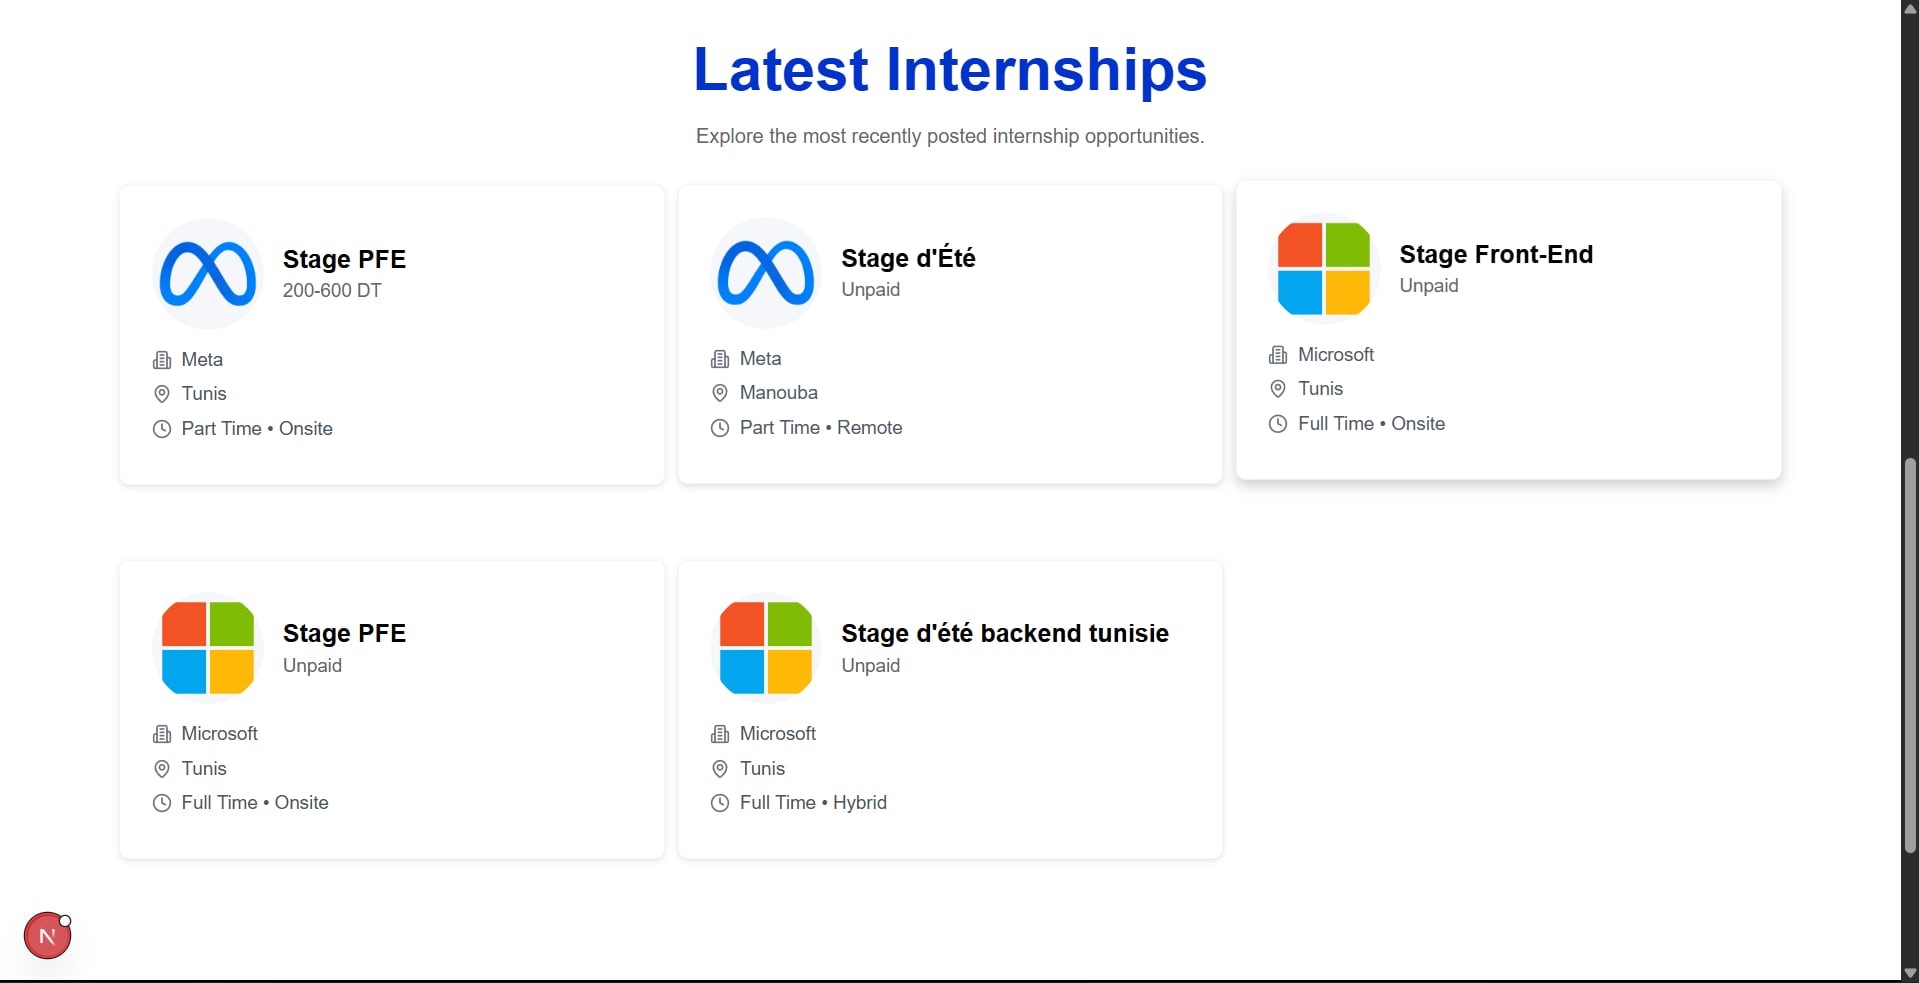 Latest Internships
Explore the most recently posted internship opportunities.
Stage PFE
200-600 DT
Meta
Tunis
Part Time • Onsite
Stage d'Été
Unpaid
Meta
Manouba
Part Time • Remote
Stage Front-End
Unpaid
Microsoft
Tunis
Full Time • Onsite
Stage PFE
Unpaid
Microsoft
Tunis
Full Time • Onsite
Stage d'été backend tunisie
Unpaid
Microsoft
Tunis
Full Time • Hybrid
N